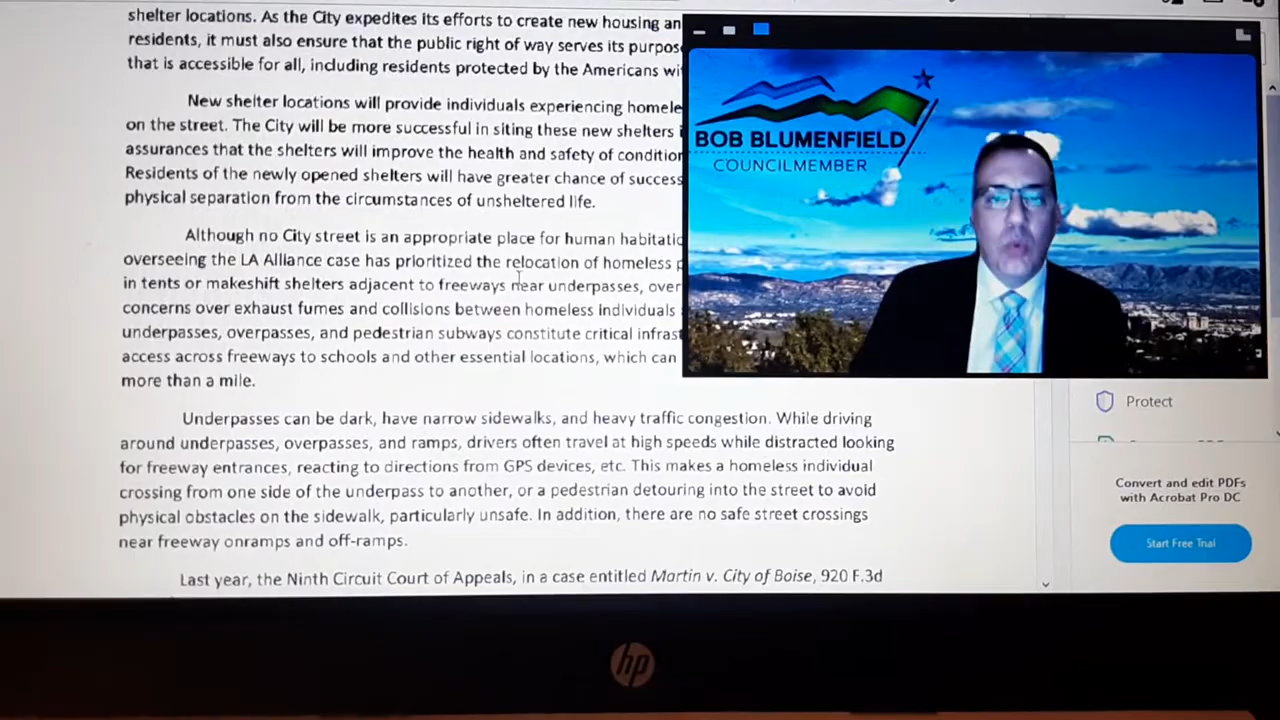 shelter locations. As the City expedites its efforts to create new housing an
residents, it must also ensure that the public right of way serves its purpos
that is accessible for all, including residents protected by the Americans wi
New shelter locations will provide individuals experiencing homele
on the street. The City will be more successful in siting these new shelters i
assurances that the shelters will improve the health and safety of condition
Residents of the newly opened shelters will have greater chance of success
physical separation from the circumstances of unsheltered life.
Although no City street is an appropriate place for human habitatio
overseeing the LA Alliance case has prioritized the relocation of homeless p
in tents or makeshift shelters adjacent to freeways near underpasses, over
concerns over exhaust fumes and collisions between homeless individuals
underpasses, overpasses, and pedestrian subways constitute critical infrast
access across freeways to schools and other essential locations, which can
more than a mile.
Underpasses can be dark, have narrow sidewalks, and heavy traffic congestion. While driving
around underpasses, overpasses, and ramps, drivers often travel at high speeds while distracted looking
for freeway entrances, reacting to directions from GPS devices, etc. This makes a homeless individual
crossing from one side of the underpass to another, or a pedestrian detouring into the street to avoid
physical obstacles on the sidewalk, particularly unsafe. In addition, there are no safe street crossings
near freeway onramps and off-ramps.
Last year, the Ninth Circuit Court of Appeals, in a case entitled Martin v. City of Boise, 920 F.3d
BOB BLUMENFIELD
COUNCILMEMBER
Protect
Convert and edit PDFs
with Acrobat Pro DC
Start Free Trial
hp